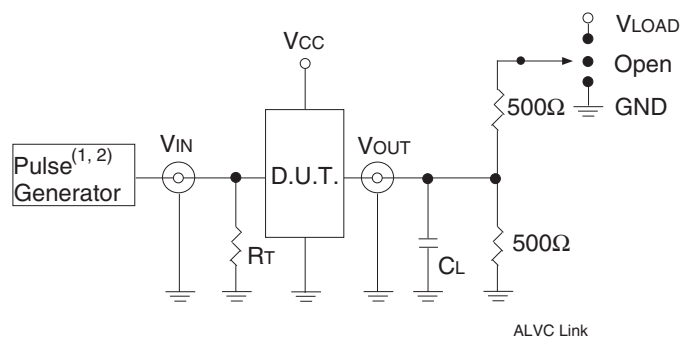 VLOAD
VCC
Open
500Ω
GND
VIN
VOUT
Pulse(1, 2)
Generator
D.U.T.
RT
CL
500Ω
ALVC Link